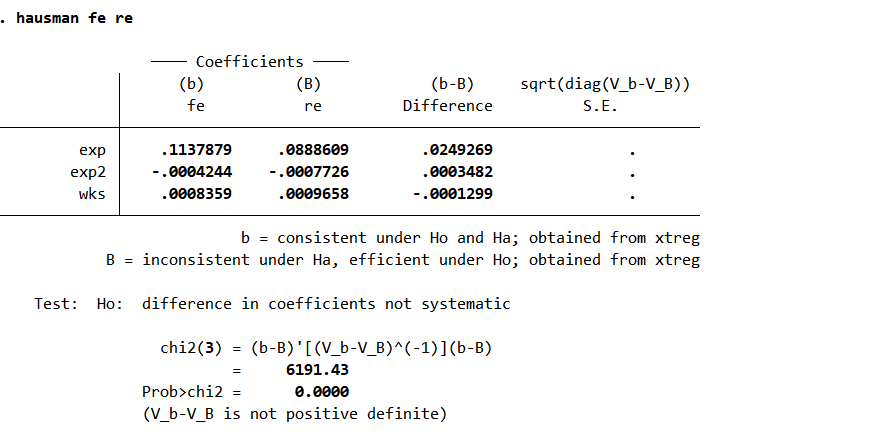 . hausman fe re
Coefficients
(b) (B) (b-B) sqrt(diag(V_b-V_B))
fe re Difference S.E.
exp .1137879 .0888609 .0249269 .
exp2 -.0004244 -.0007726 .0003482 .
wks .0008359 .0009658 -.0001299 .
b = consistent under Ho and Ha; obtained from xtreg
B = inconsistent under Ha, efficient under Ho; obtained from xtreg
Test: Ho: difference in coefficients not systematic
chi2(3) = (b-B)'[(V_b-V_B)^(-1)](b-B)
= 6191.43
Prob>chi2 = 0.0000
(V_b-V_B is not positive definite)